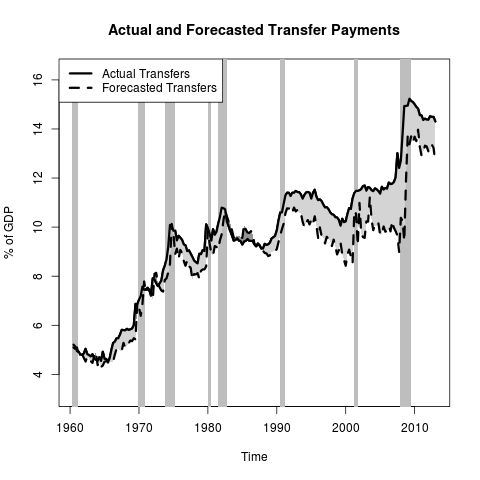 Actual and Forecasted Transfer Payments
Actual Transfers
Forecasted Transfers
16
14
12
10
8
6
4
% of GDP
1960 1970 1980 1990 2000 2010
Time